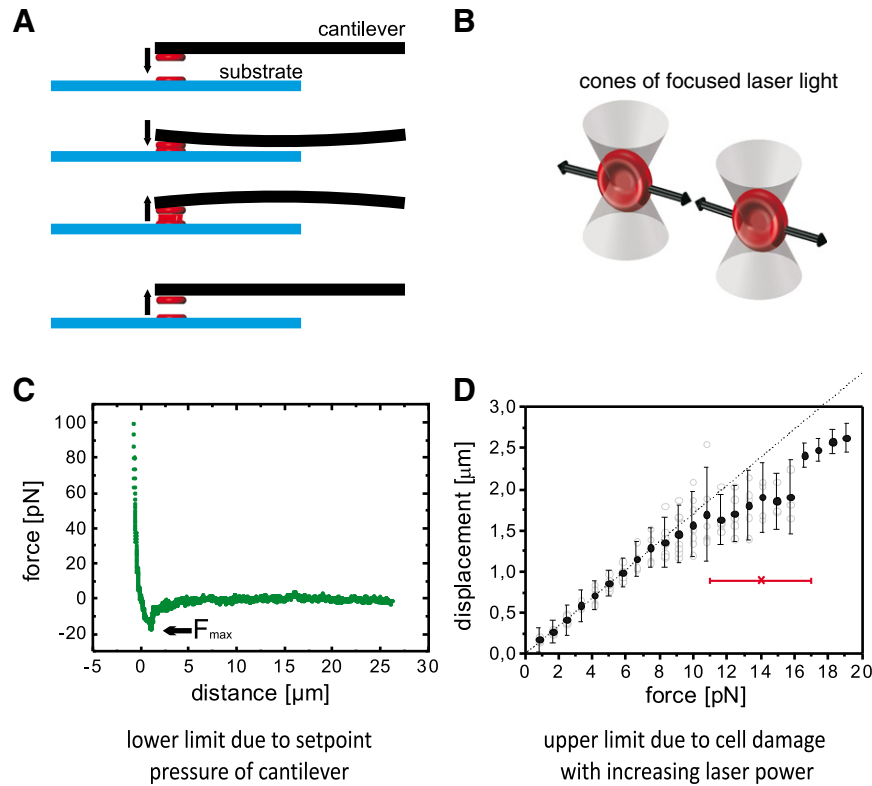 A
cantilever
substrate
B
cones of focused laser light
C
force [pN]
100
80
60
40
20
0
-20
Fmax
-5
0
5
10
15
20
25
30
distance [µm]
lower limit due to setpoint
pressure of cantilever
D
displacement [µm]
3,0
2,5
2,0
1,5
1,0
0,5
0,0
0
2
4
6
8
10
12
14
16
18
20
force [pN]
upper limit due to cell damage
with increasing laser power